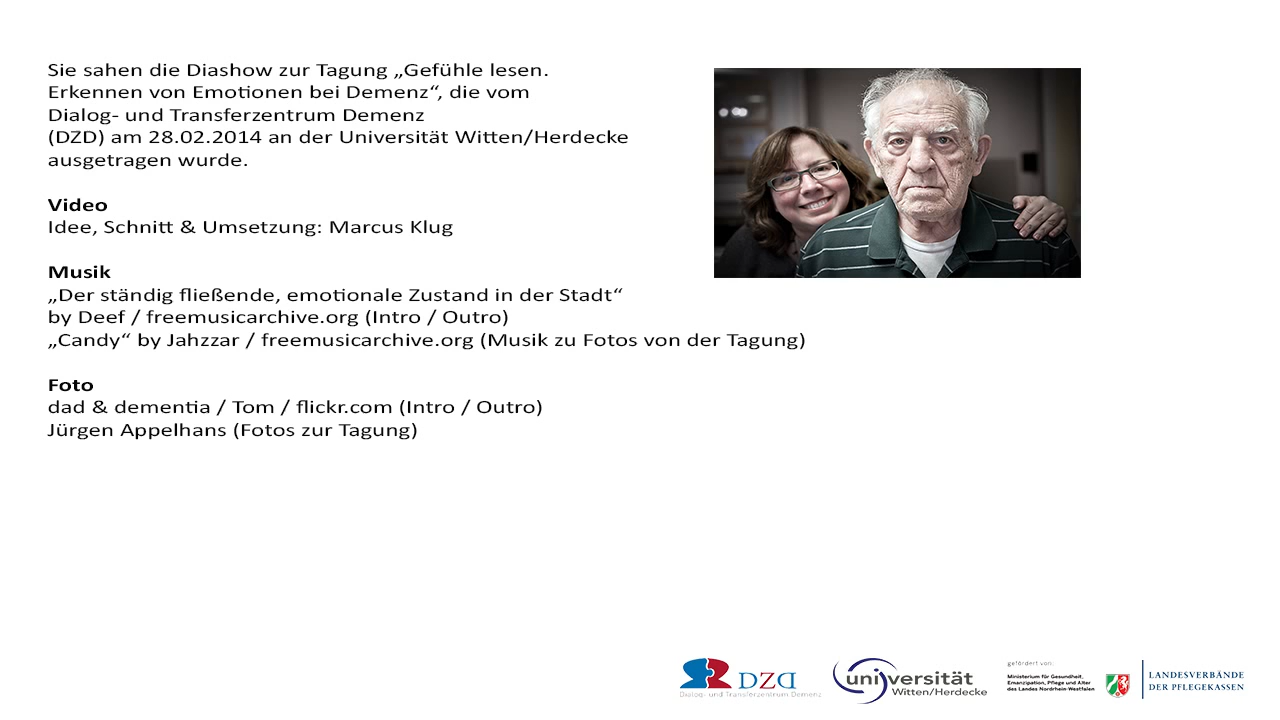 Sie sahen die Diashow zur Tagung „Gefühle lesen.
Erkennen von Emotionen bei Demenz“, die vom
Dialog- und Transferzentrum Demenz
(DZD) am 28.02.2014 an der Universität Witten/Herdecke
ausgetragen wurde.
Video
Idee, Schnitt & Umsetzung: Marcus Klug
Musik
„Der ständig fließende, emotionale Zustand in der Stadt“
by Deef / freemusicarchive.org (Intro / Outro)
„Candy“ by Jahzzar / freemusicarchive.org (Musik zu Fotos von der Tagung)
Foto
dad & dementia / Tom / flickr.com (Intro / Outro)
Jürgen Appelhans (Fotos zur Tagung)
DZD
Dialog- und Transferzentrum Demenz
universität
Witten/Herdecke
gefördert von:
Ministerium für Gesundheit,
Emanzipation, Pflege und Alter
des Landes Nordrhein-Westfalen
LANDESVERBÄNDE
DER PFLEGEKASSEN